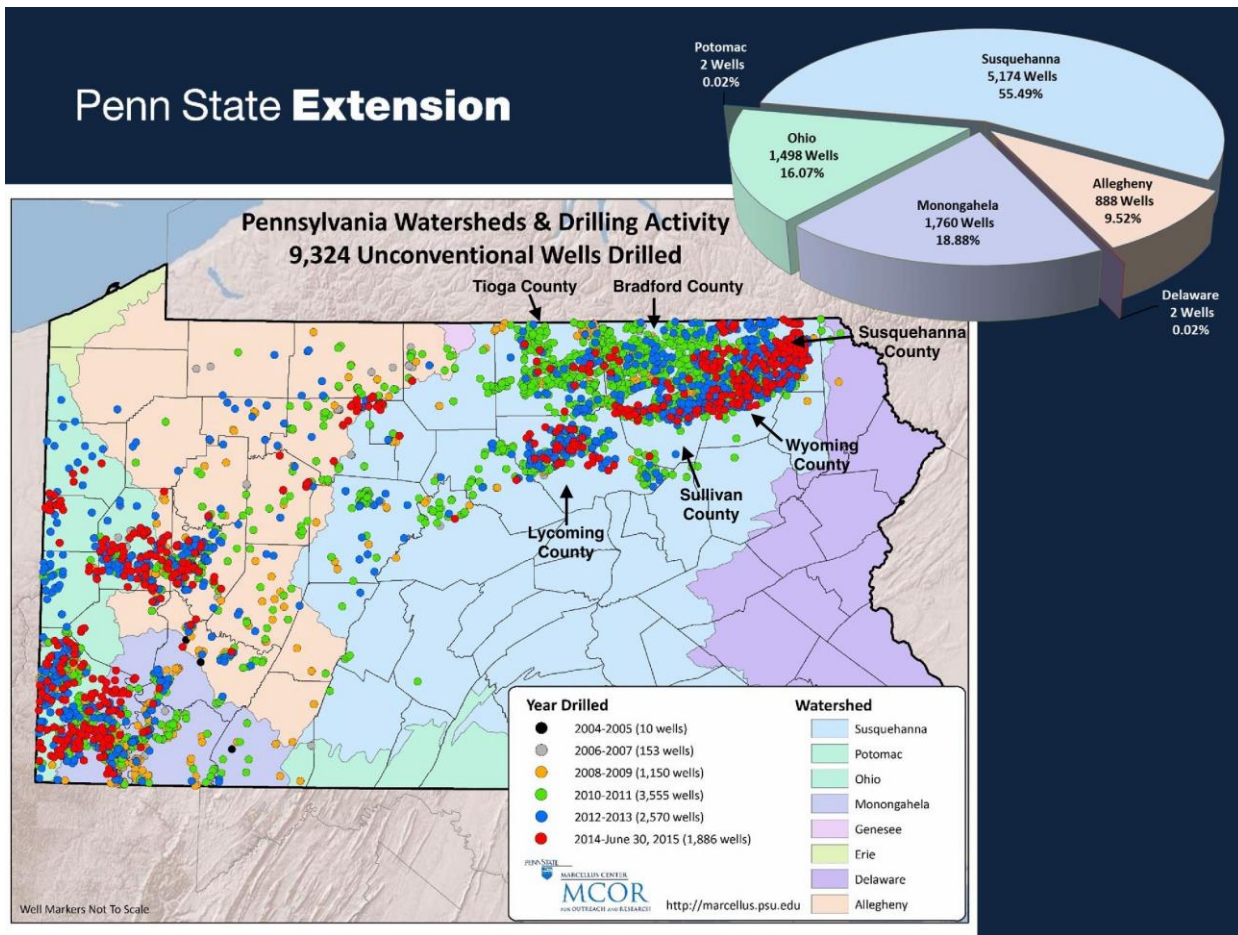 Penn State Extension
Potomac
2 Wells
0.02%
Susquehanna
5,174 Wells
55.49%
Ohio
1,498 Wells
16.07%
Allegheny
888 Wells
9.52%
Monongahela
1,760 Wells
18.88%
Delaware
2 Wells
0.02%
Pennsylvania Watersheds & Drilling Activity
9,324 Unconventional Wells Drilled
Tioga County
Bradford County
Susquehanna
County
Wyoming
County
Sullivan
County
Lycoming
County
Year Drilled
2004-2005 (10 wells)
2006-2007 (153 wells)
2008-2009 (1,150 wells)
2010-2011 (3,555 wells)
2012-2013 (2,570 wells)
2014-June 30, 2015 (1,886 wells)
Watershed
Susquehanna
Potomac
Ohio
Monongahela
Genesee
Erie
Delaware
Allegheny
PENNSTATE
MARCELLUS CENTER
MCOR
FOR OUTREACH AND RESEARCH
http://marcellus.psu.edu
Well Markers Not To Scale